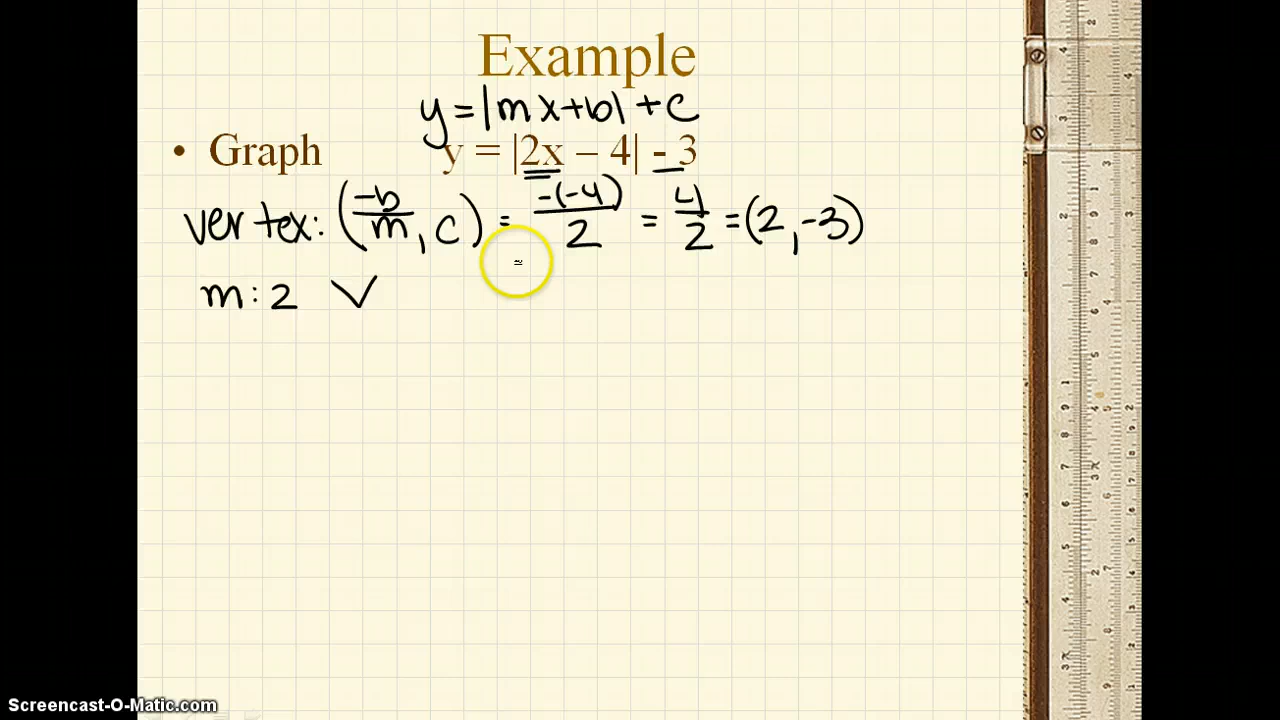 Example
y = |mx+b| + c
• Graph y = |2x – 4| - 3
vertex: (-b/m, c) = -(-4)/2 = 4/2 = (2, -3)
m: 2 ∨
Screencast-O-Matic.com